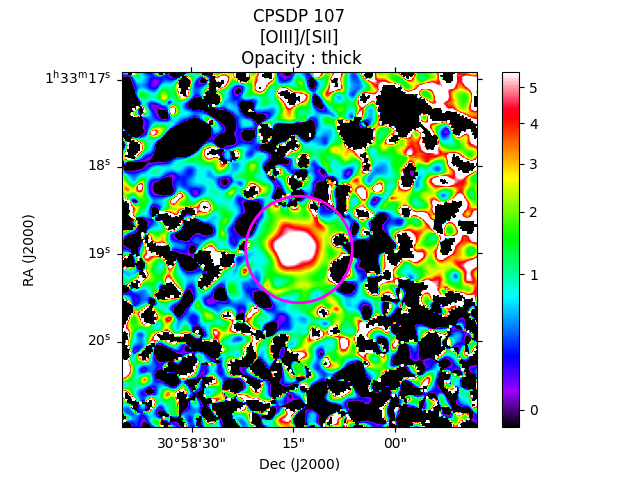 CPSDP 107
[OIII]/[SII]
Opacity : thick
1ʰ33ᵐ17ˢ
18ˢ
19ˢ
20ˢ
RA (J2000)
30°58'30" 15" 00"
Dec (J2000)
5
4
3
2
1
0